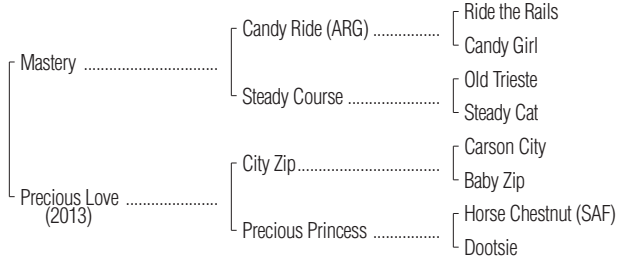 Ride the Rails
Candy Ride (ARG) ................
Candy Girl
Mastery ................................
Old Trieste
Steady Course ......................
Steady Cat
Carson City
City Zip..................................
Baby Zip
Precious Love ......................
(2013)
Horse Chestnut (SAF)
Precious Princess ................
Dootsie